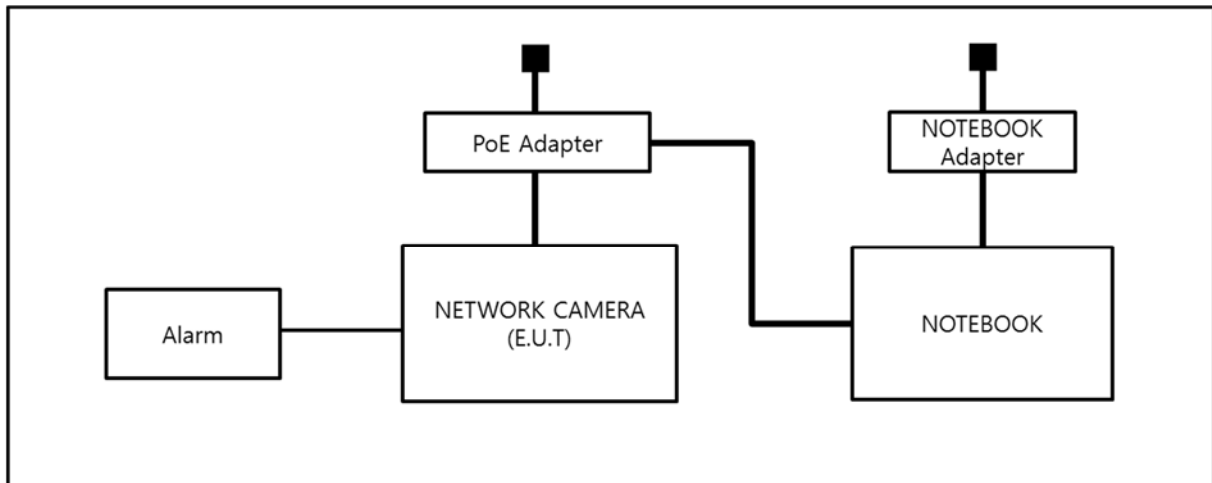 PoE Adapter
NOTEBOOK
Adapter
NETWORK CAMERA
(E.U.T)
Alarm
NOTEBOOK